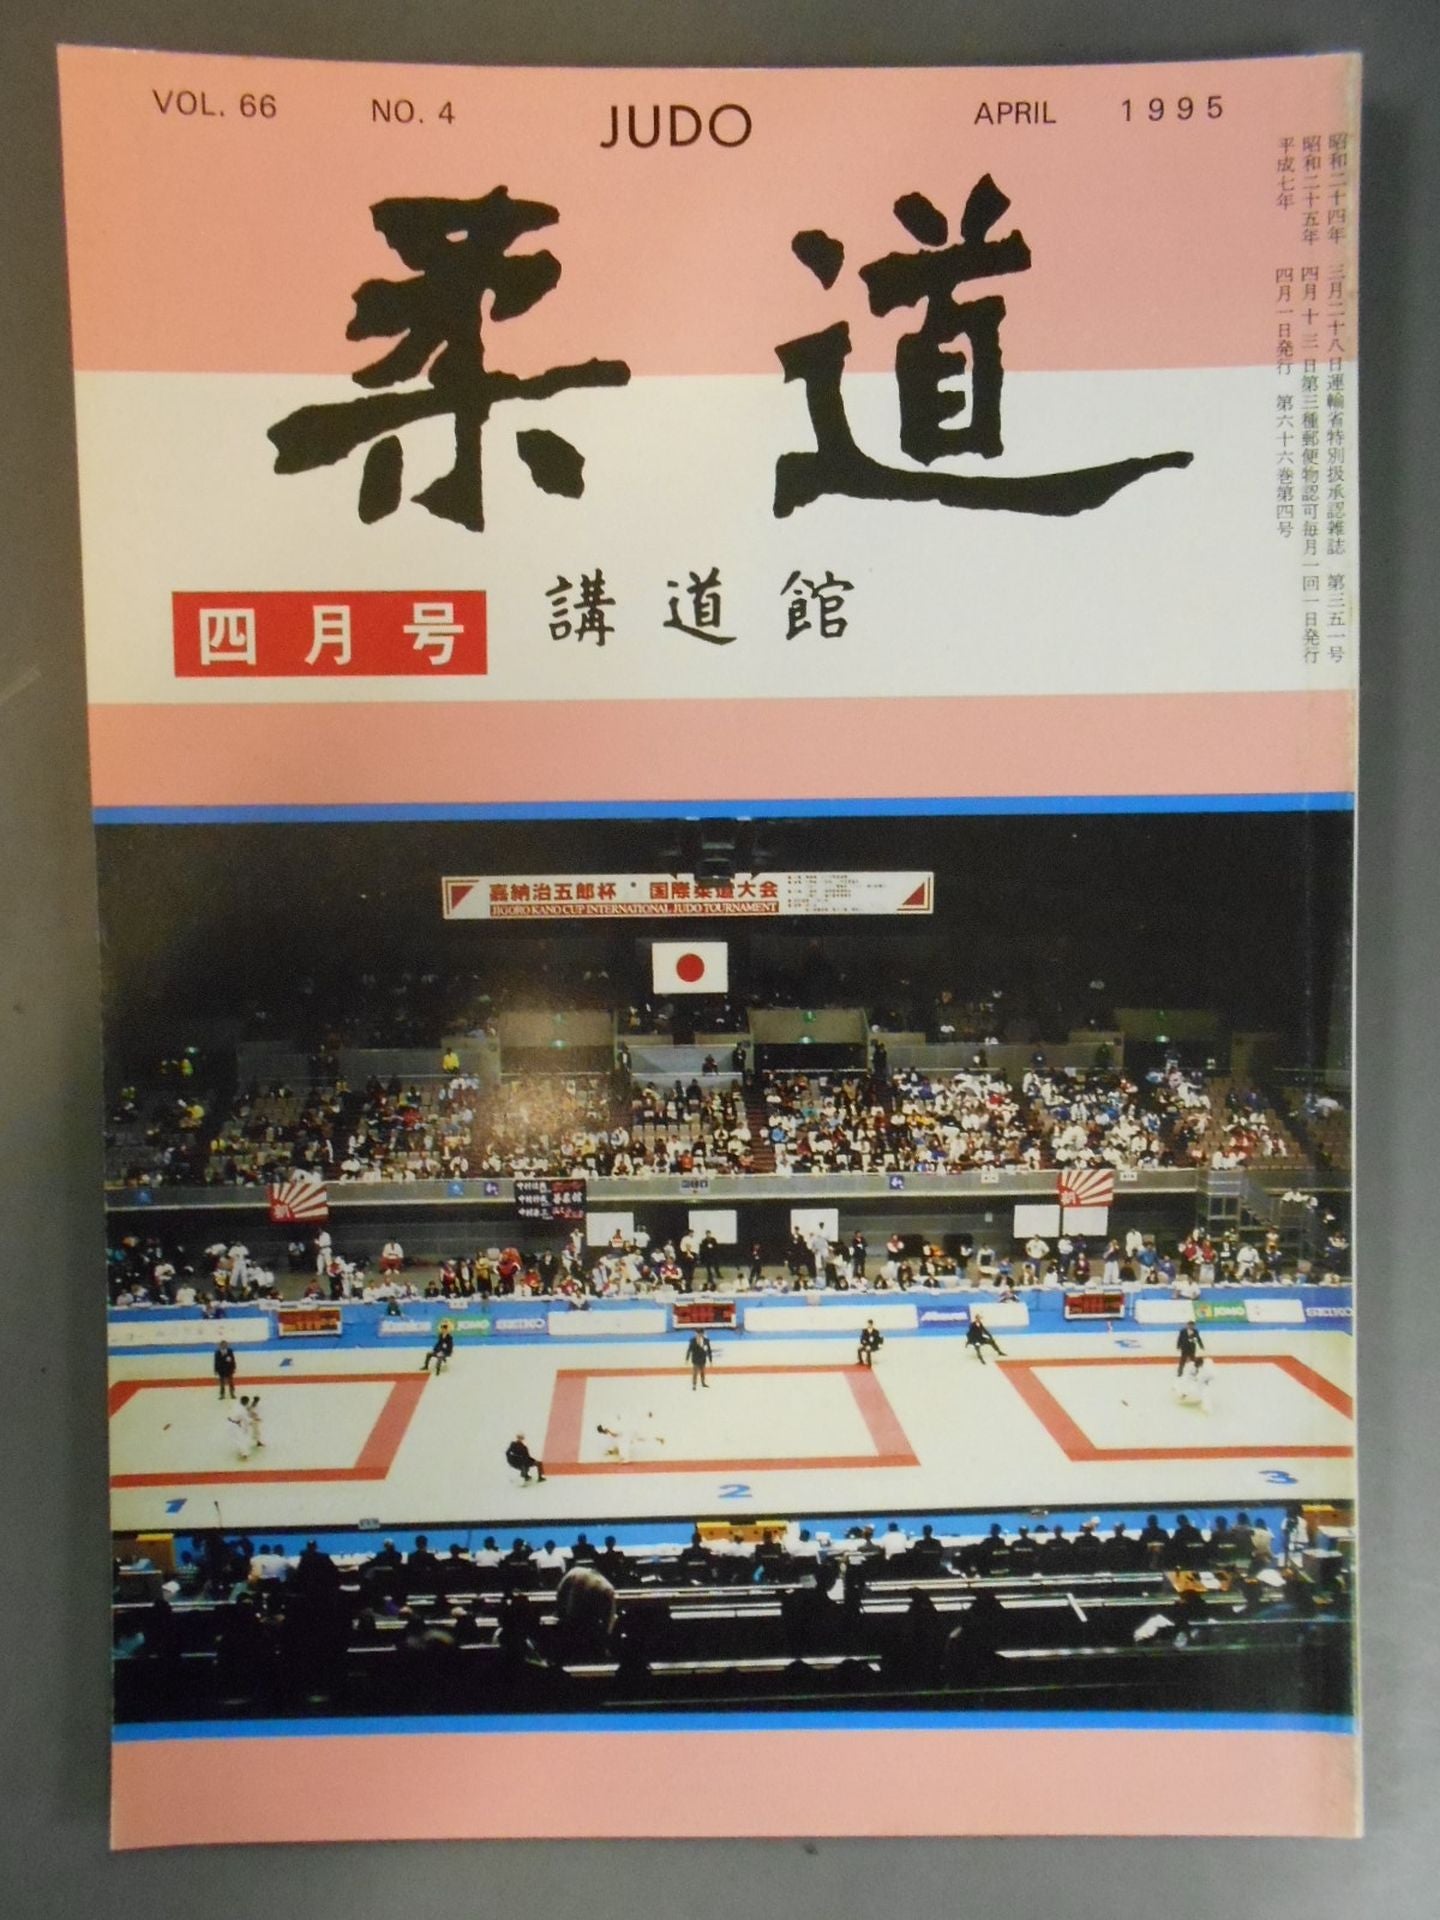 VOL. 66 NO. 4 JUDO APRIL 1995
柔道
講道館
四月号
昭和二十四年 三月二十八日運輸省特別扱承認雑誌 第三五一号
昭和二十五年 四月十三日第三種郵便物認可毎月一回一日発行
平成七年 四月一日発行 第六十六巻第四号
嘉納治五郎杯 国際柔道大会
JIGORO KANO CUP INTERNATIONAL JUDO TOURNAMENT
1
2
3